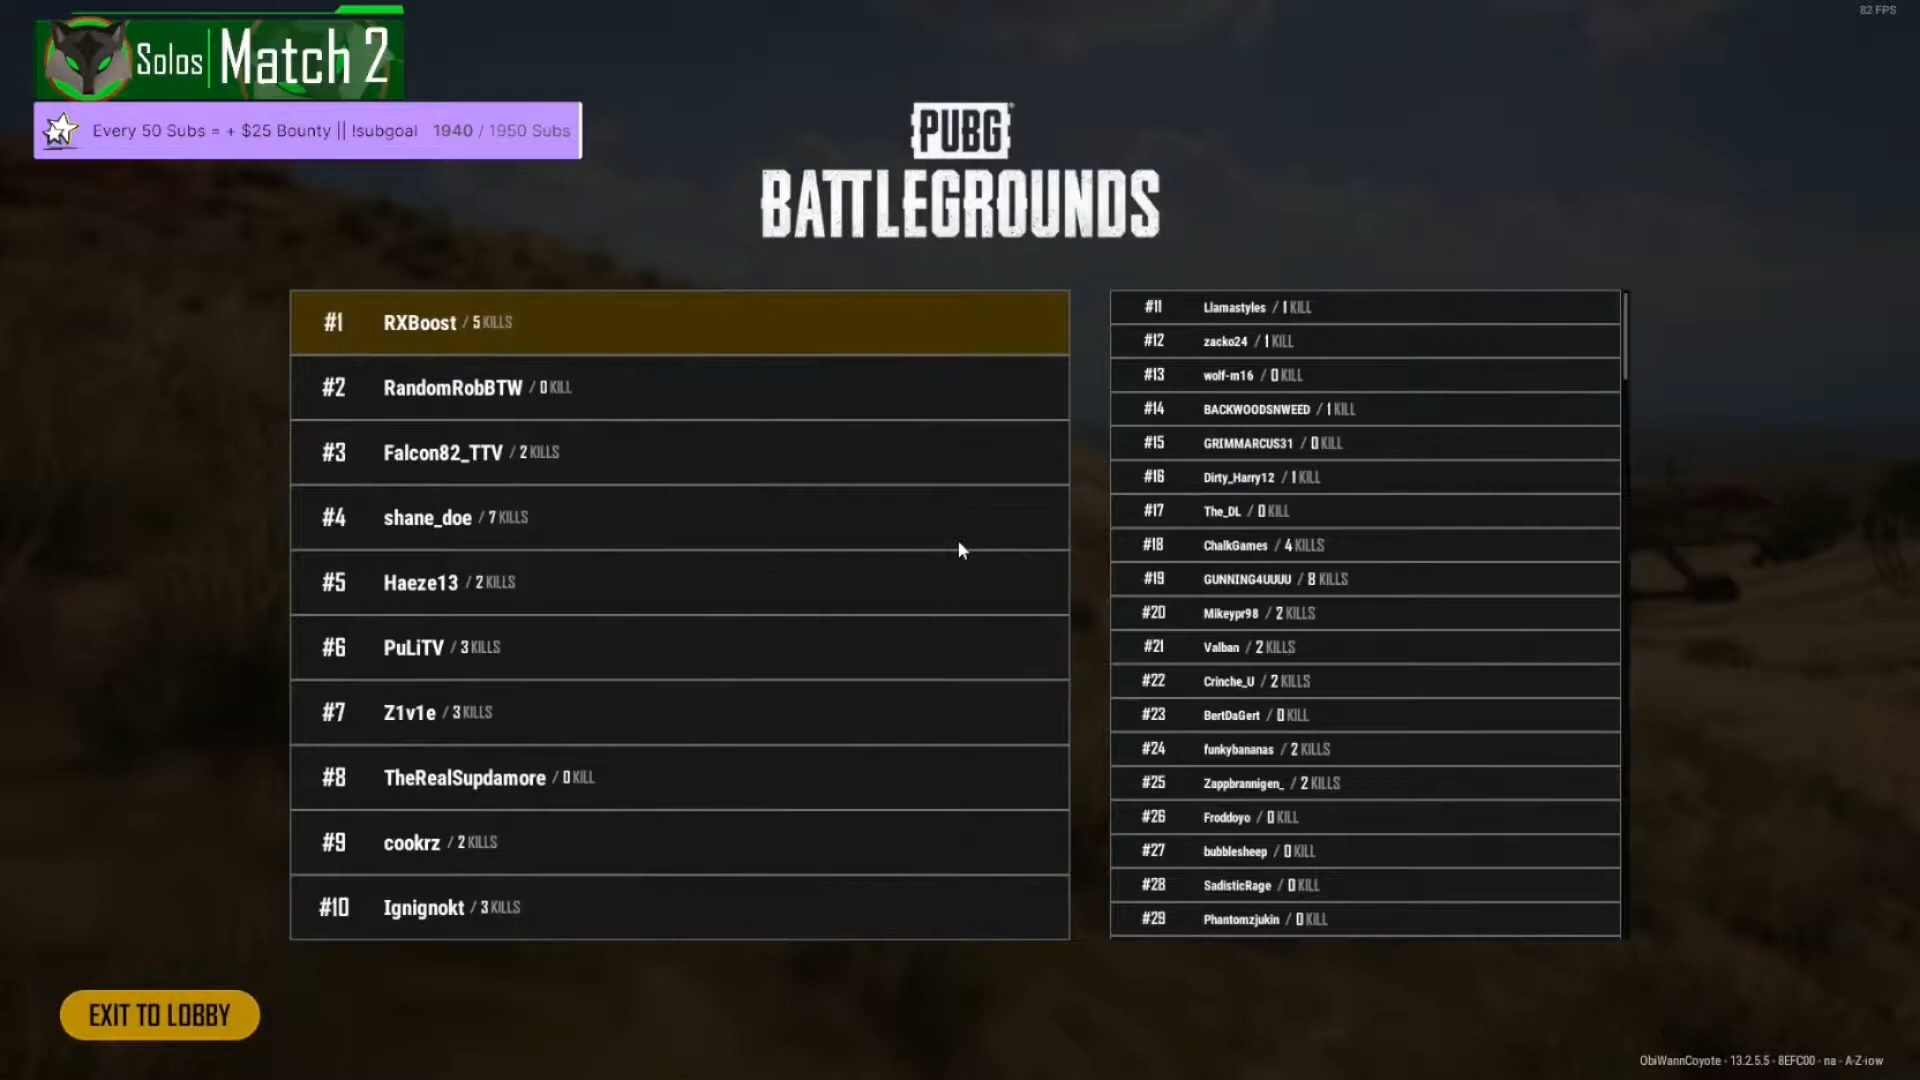 82 FPS
Solos | Match 2
Every 50 Subs = + $25 Bounty || !subgoal 1940 / 1950 Subs
PUBG
BATTLEGROUNDS
#1 RXBoost / 5 KILLS
#2 RandomRobBTW / 0 KILL
#3 Falcon82_TTV / 2 KILLS
#4 shane_doe / 7 KILLS
#5 Haeze13 / 2 KILLS
#6 PuLiTV / 3 KILLS
#7 Z1v1e / 3 KILLS
#8 TheRealSupdamore / 0 KILL
#9 cookrz / 2 KILLS
#10 Ignignokt / 3 KILLS
#11 Llamastyles / 1 KILL
#12 zacko24 / 1 KILL
#13 wolf-m16 / 0 KILL
#14 BACKWOODSNWEED / 1 KILL
#15 GRIMMARCUS31 / 0 KILL
#16 Dirty_Harry12 / 1 KILL
#17 The_DL / 0 KILL
#18 ChalkGames / 4 KILLS
#19 GUNNING4UUUU / 8 KILLS
#20 Mikeypr98 / 2 KILLS
#21 Valban / 2 KILLS
#22 Crinche_U / 2 KILLS
#23 BertDaGert / 0 KILL
#24 funkybananas / 2 KILLS
#25 Zappbrannigen_ / 2 KILLS
#26 Froddoyo / 0 KILL
#27 bubblesheep / 0 KILL
#28 SadisticRage / 0 KILL
#29 Phantomzjukin / 0 KILL
EXIT TO LOBBY
ObiWannCoyote - 13.2.5.5 - 8EFC00 - na - A-Z-iow